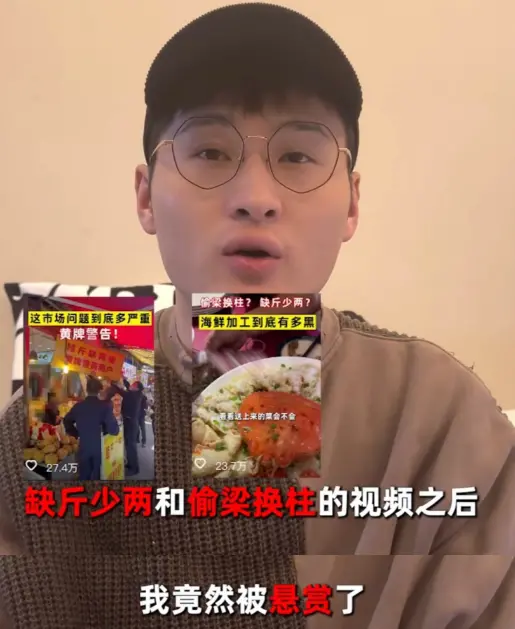 这市场问题到底多严重
黄牌警告!
27.4万
偷梁换柱? 缺斤少两?
海鲜加工到底有多黑
看看送上来的菜会不会
23.7万
缺斤少两和偷梁换柱的视频之后
我竟然被悬赏了